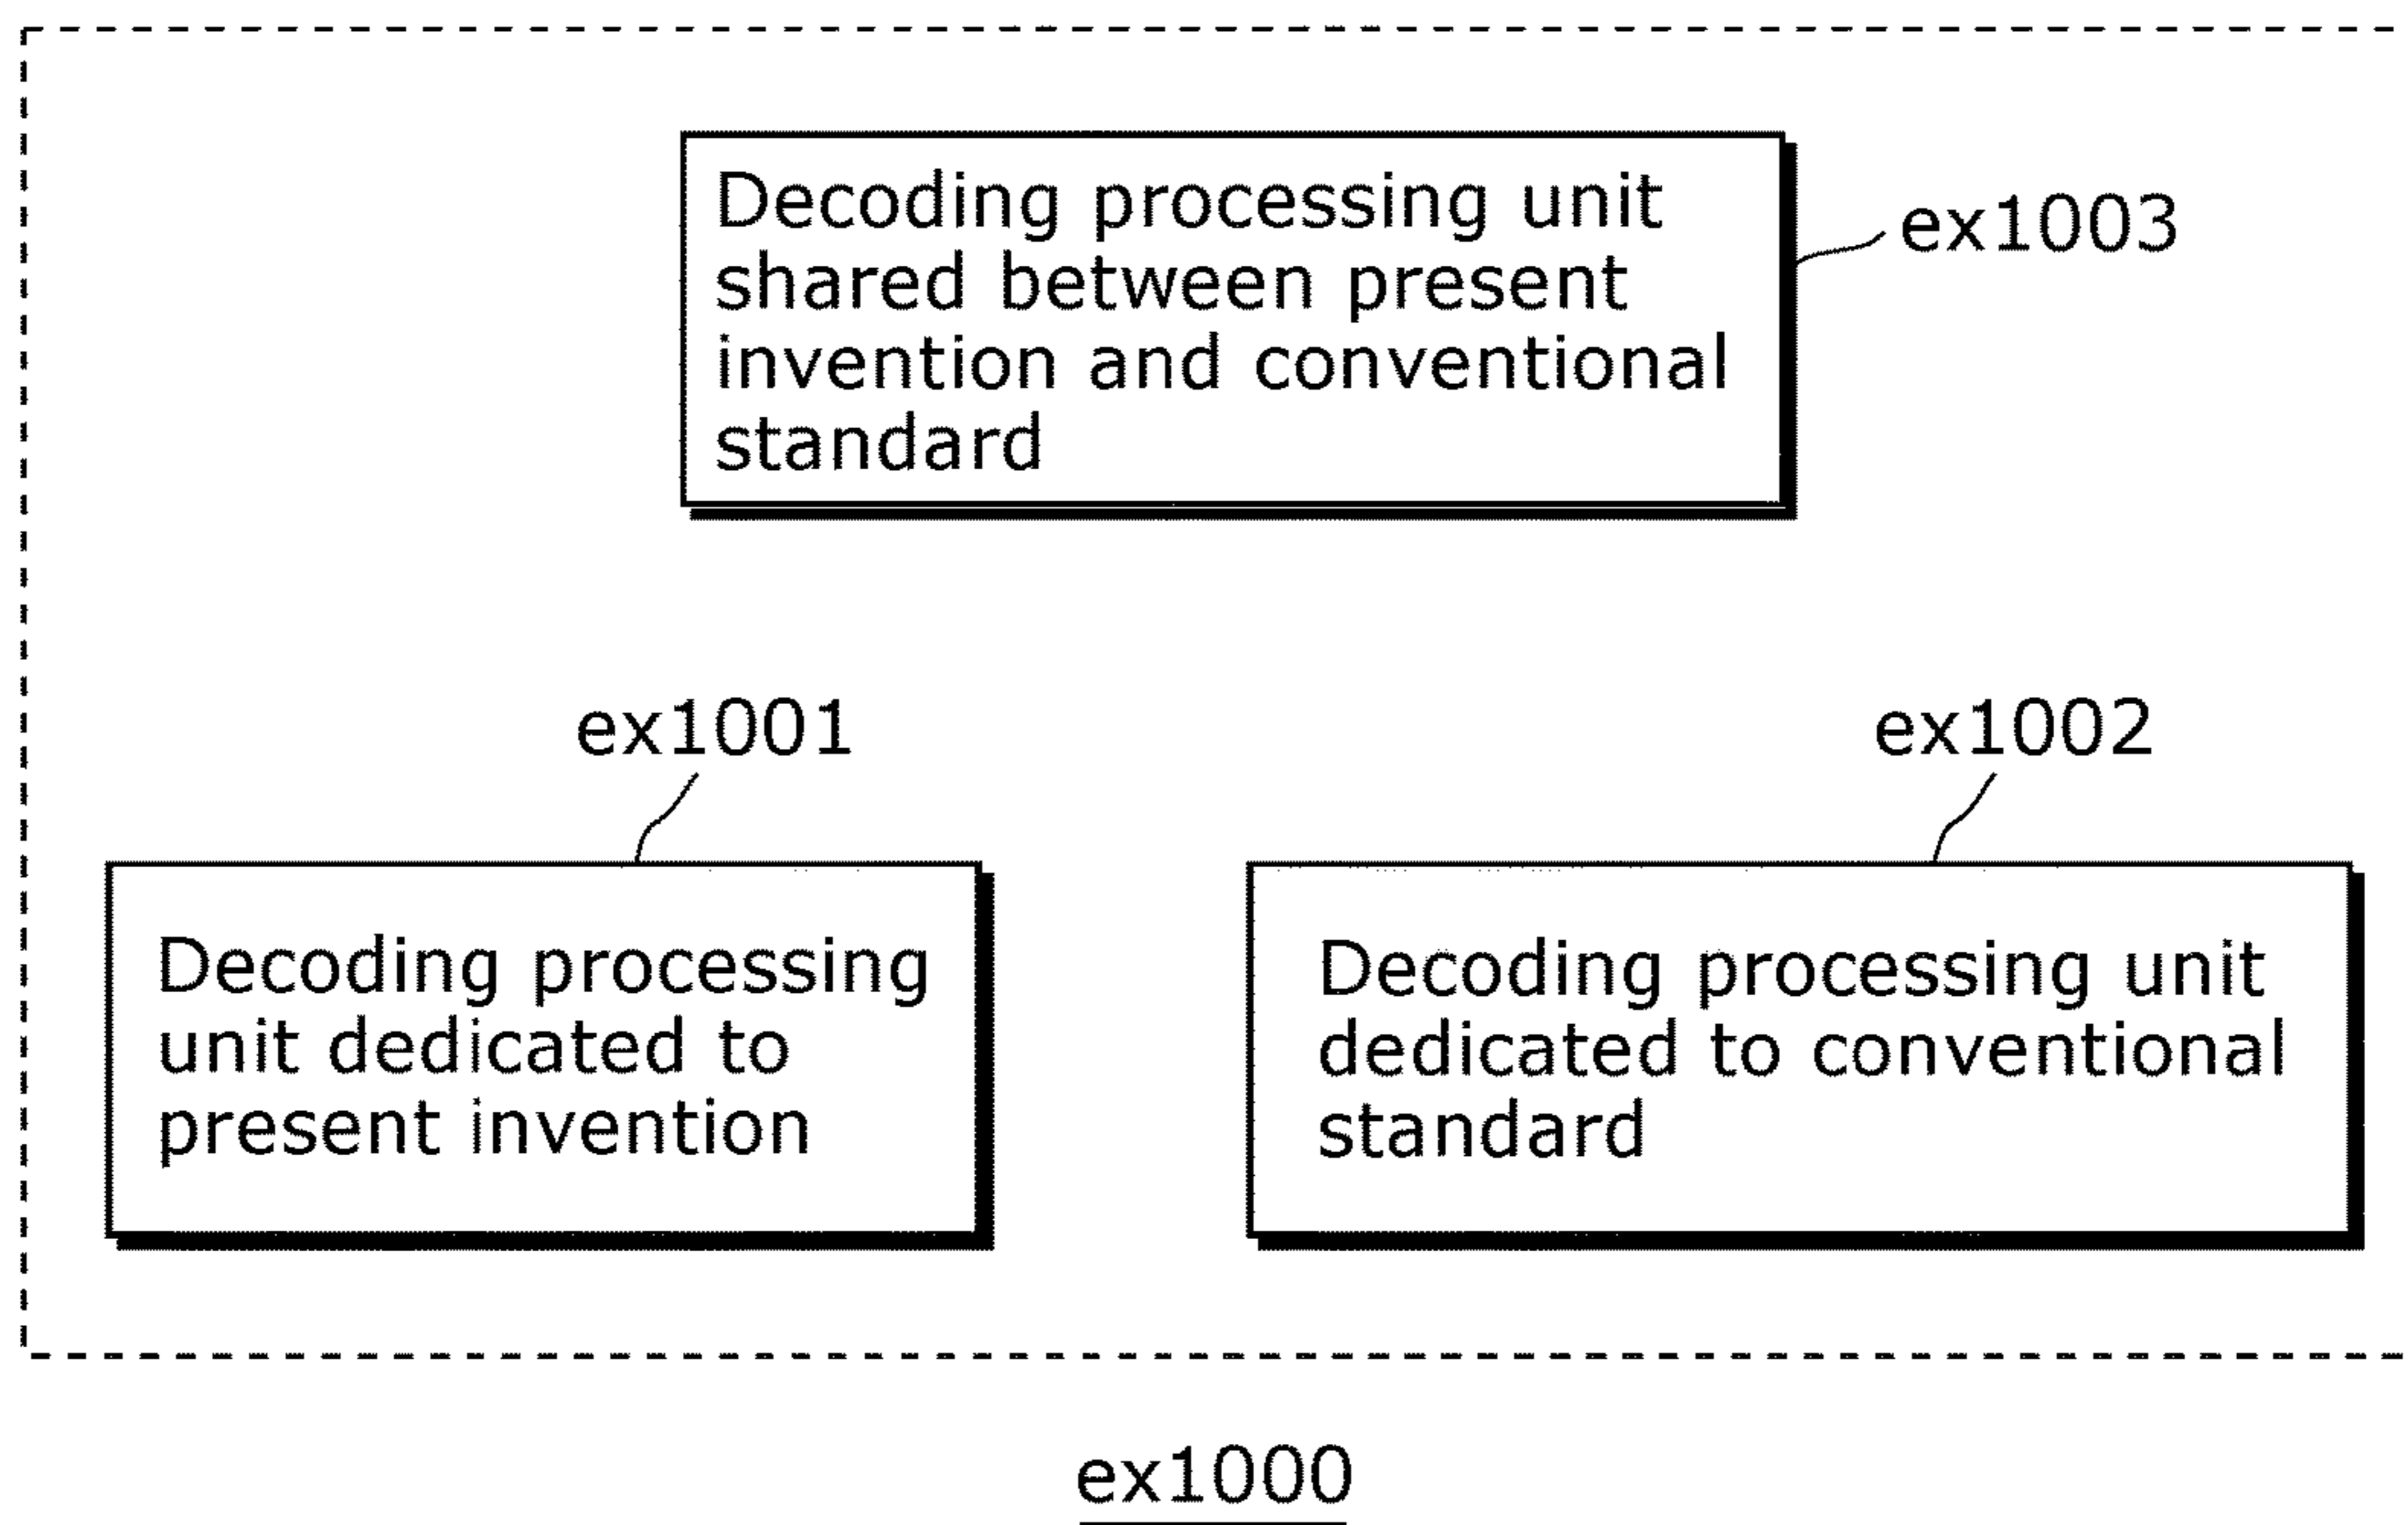 Decoding processing unit
shared between present
invention and conventional
standard
ex1003
ex1001
ex1002
Decoding processing
unit dedicated to
present invention
Decoding processing unit
dedicated to conventional
standard
ex1000